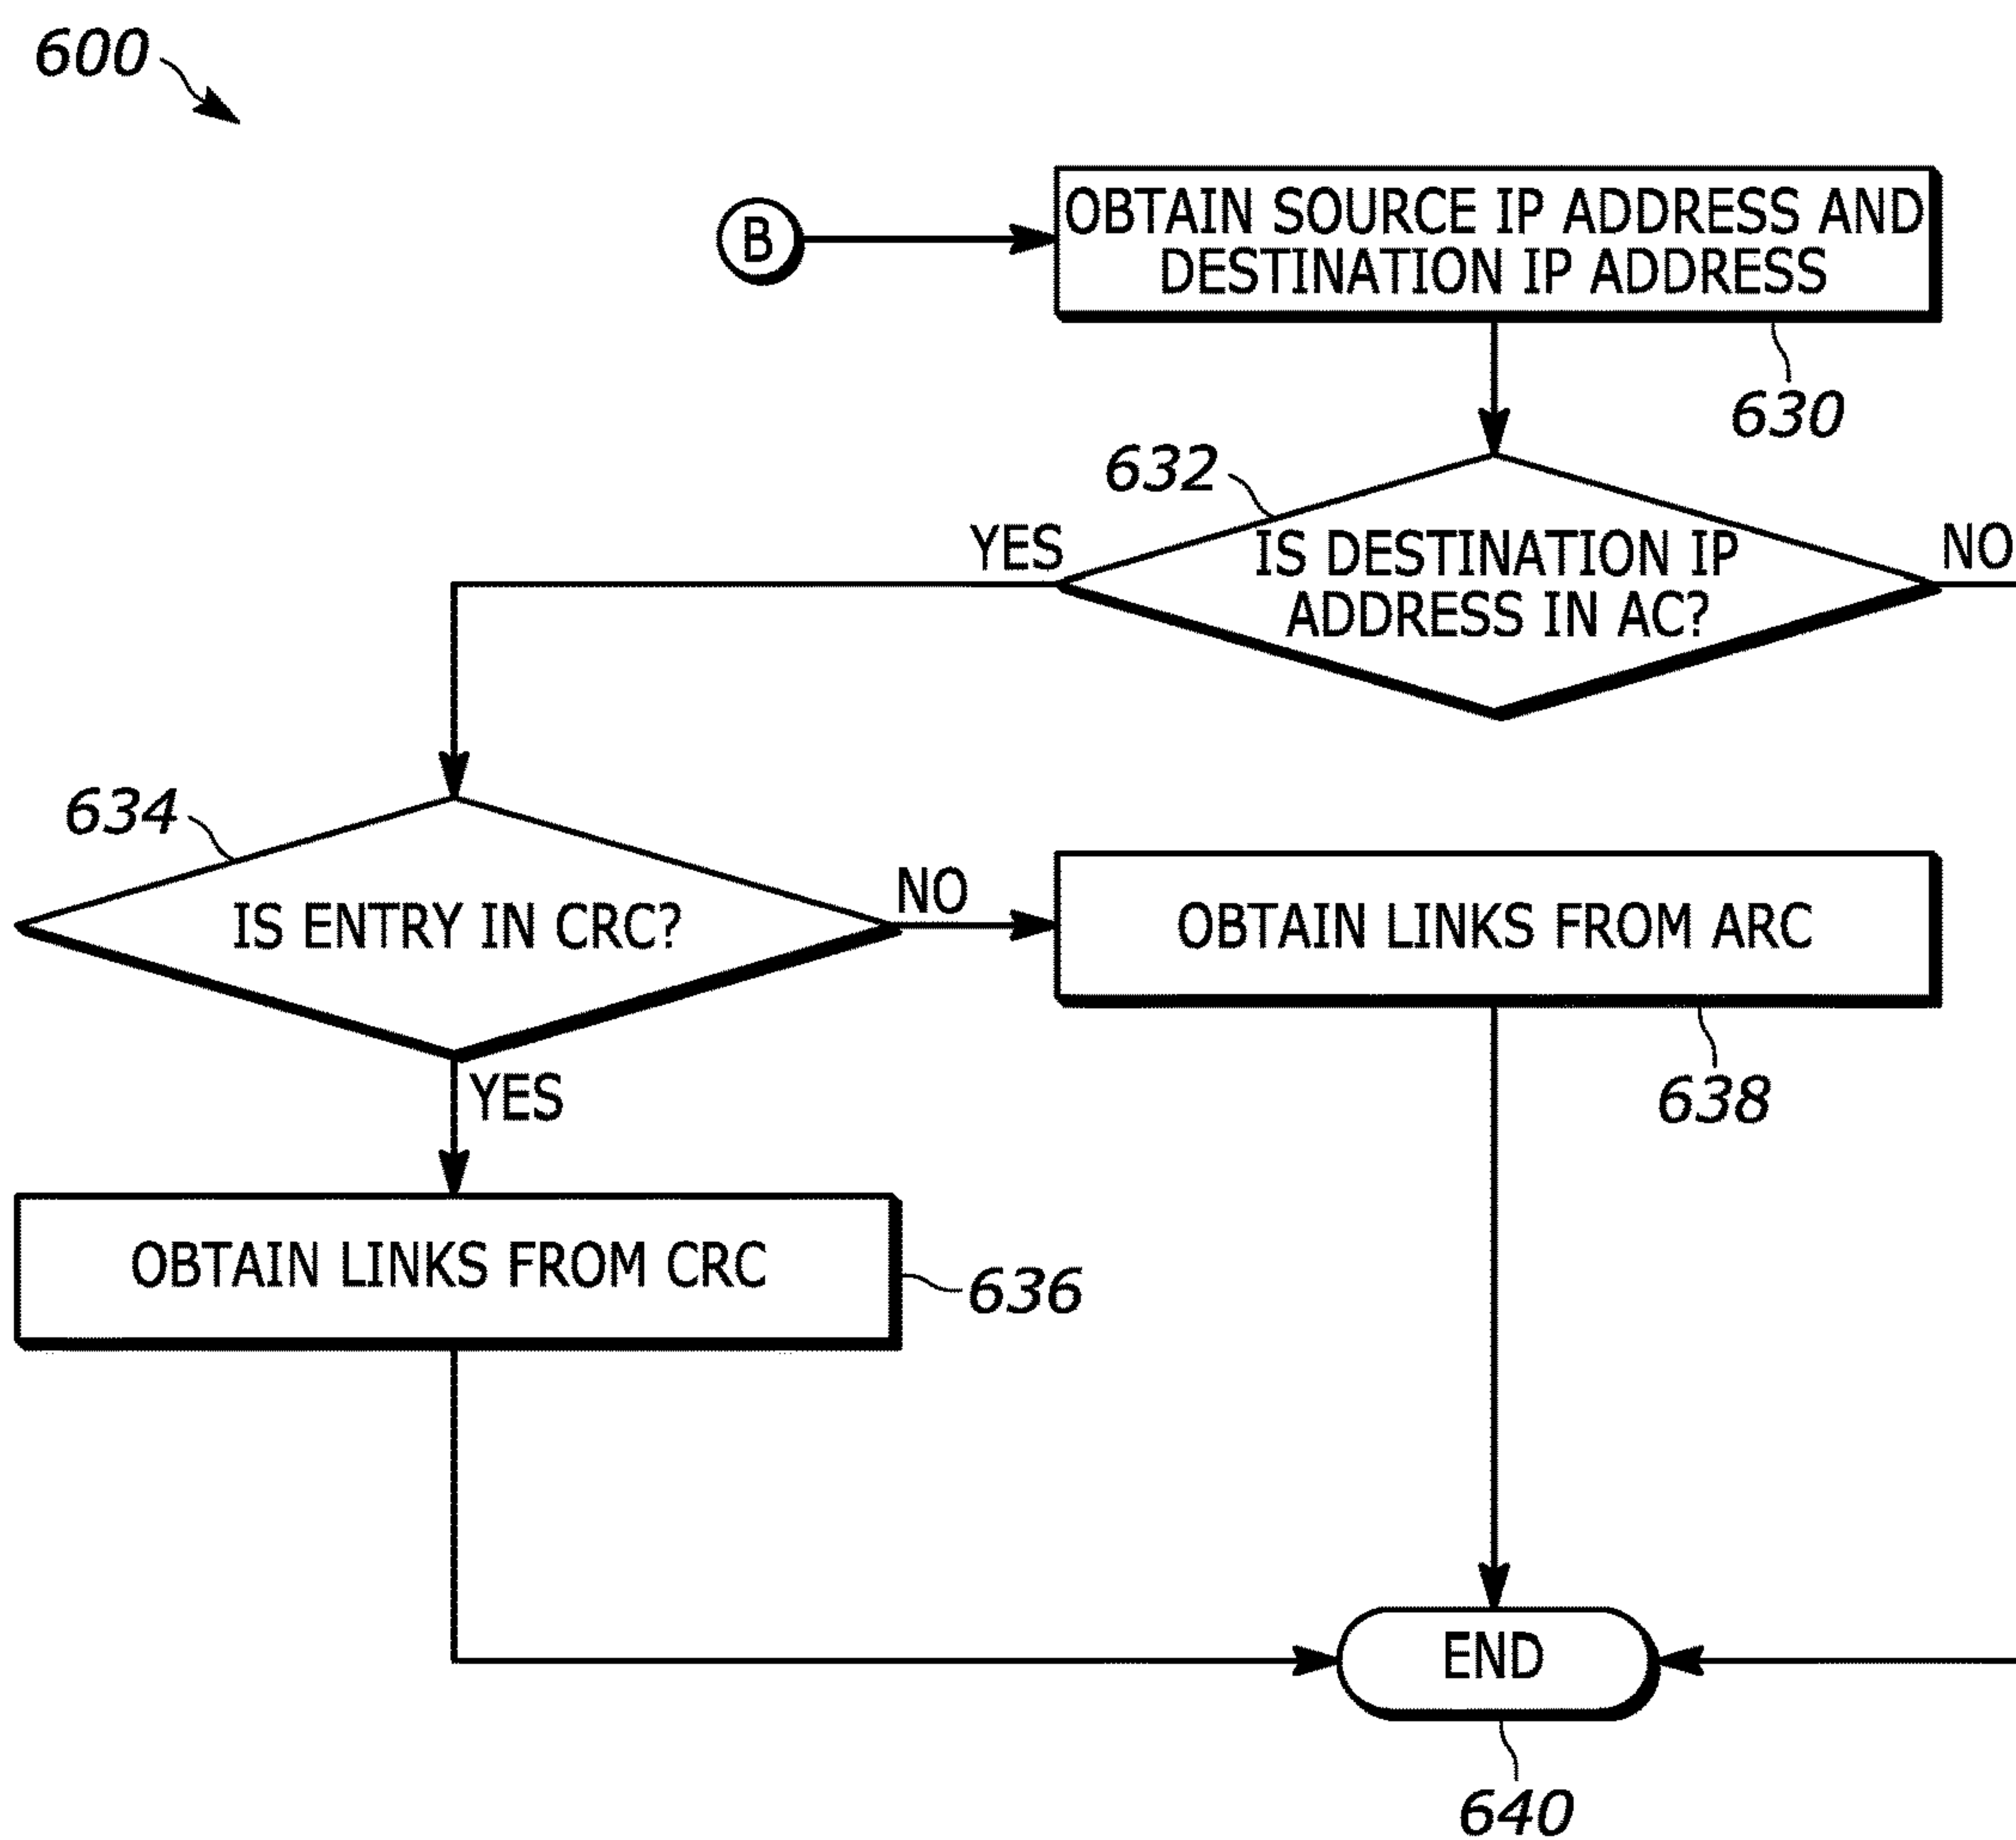 600
B
OBTAIN SOURCE IP ADDRESS AND
DESTINATION IP ADDRESS
630
632
YES
IS DESTINATION IP
ADDRESS IN AC?
NO
634
IS ENTRY IN CRC?
NO
OBTAIN LINKS FROM ARC
638
YES
OBTAIN LINKS FROM CRC
636
END
640